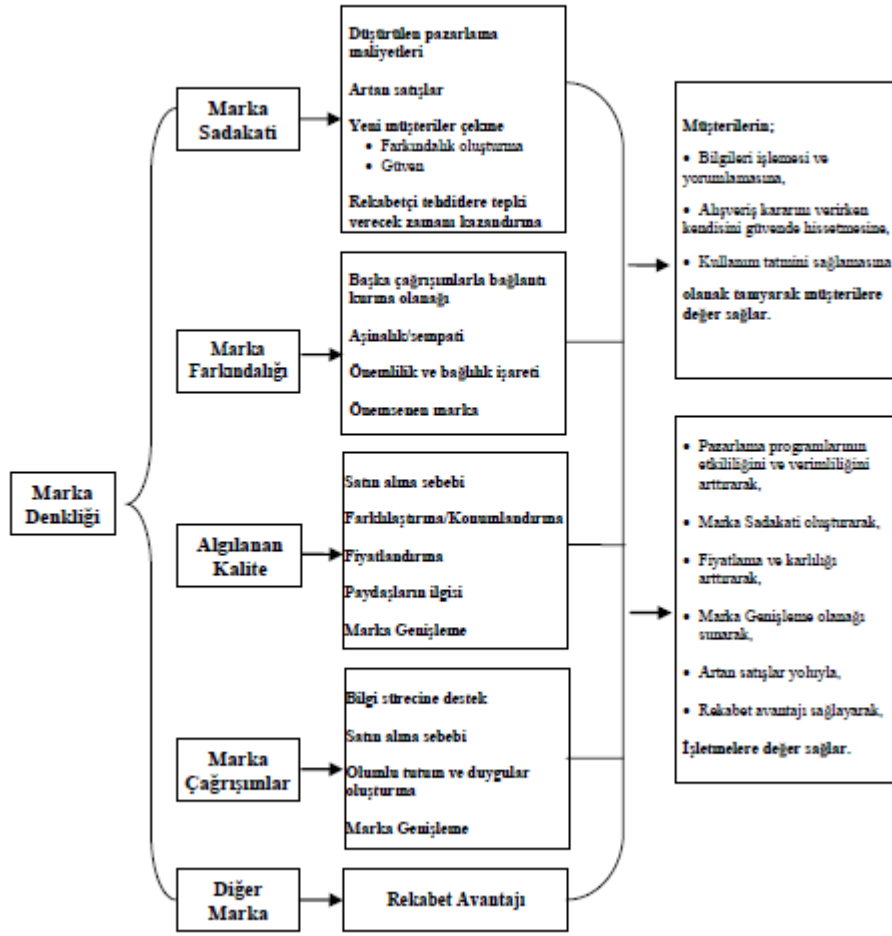 Marka
Denkliği
Marka
Sadakati
Düşürülen pazarlama
maliyetleri
Artan satışlar
Yeni müşteriler çekme
• Farkındalık oluşturma
• Güven
Rekabetçi tehditlere tepki
verecek zamanı kazandırma
Marka
Farkındalığı
Başka çağrışımlarla bağlantı
kurma olanağı
Aşinalık/sempati
Önemlilik ve bağlılık işareti
Önemsenen marka
Algılanan
Kalite
Satın alma sebebi
Farklılaştırma/Konumlandırma
Fiyatlandırma
Paydaşların ilgisi
Marka Genişleme
Marka
Çağrışımlar
Bilgi sürecine destek
Satın alma sebebi
Olumlu tutum ve duygular
oluşturma
Marka Genişleme
Diğer
Marka
Rekabet Avantajı
Müşterilerin;
• Bilgileri işlemesi ve
yorumlamasına,
• Alışveriş kararını verirken
kendisini güvende hissetmesine,
• Kullanım tatmini sağlamasına
olanak tanıyarak müşterilere
değer sağlar.
• Pazarlama programlarının
etkililiğini ve verimliliğini
arttırarak,
• Marka Sadakati oluşturarak,
• Fiyatlama ve karlılığı
arttırarak,
• Marka Genişleme olanağı
sunarak,
• Artan satışlar yoluyla,
• Rekabet avantajı sağlayarak,
İşletmelere değer sağlar.